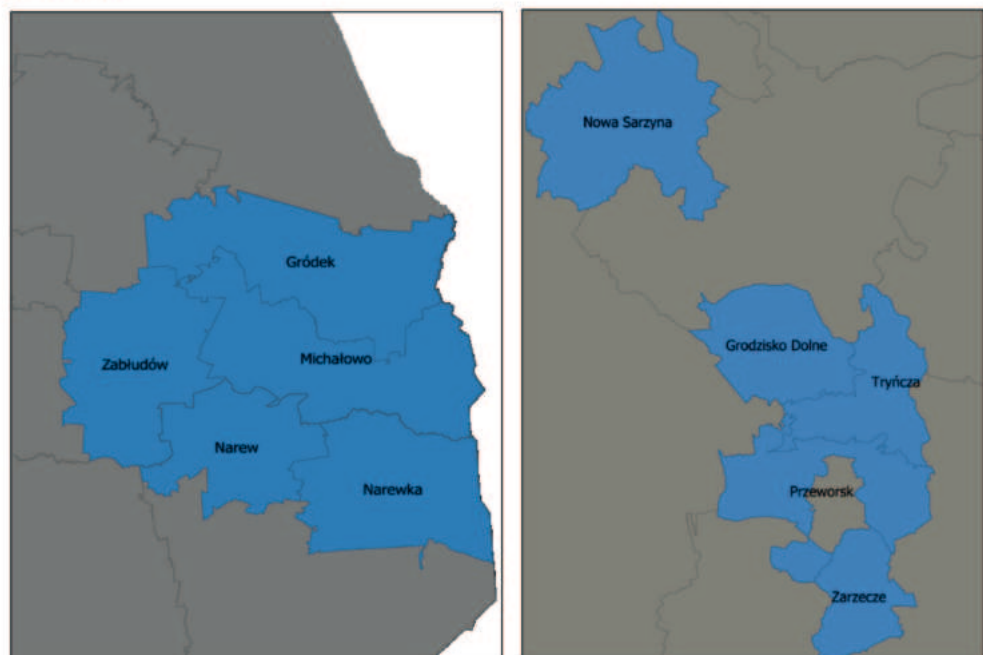 Gródek
Michałowo
Zabłudów
Narew
Narewka
Nowa Sarzyna
Grodzisko Dolne
Tryńcza
Przeworsk
Zarzecze